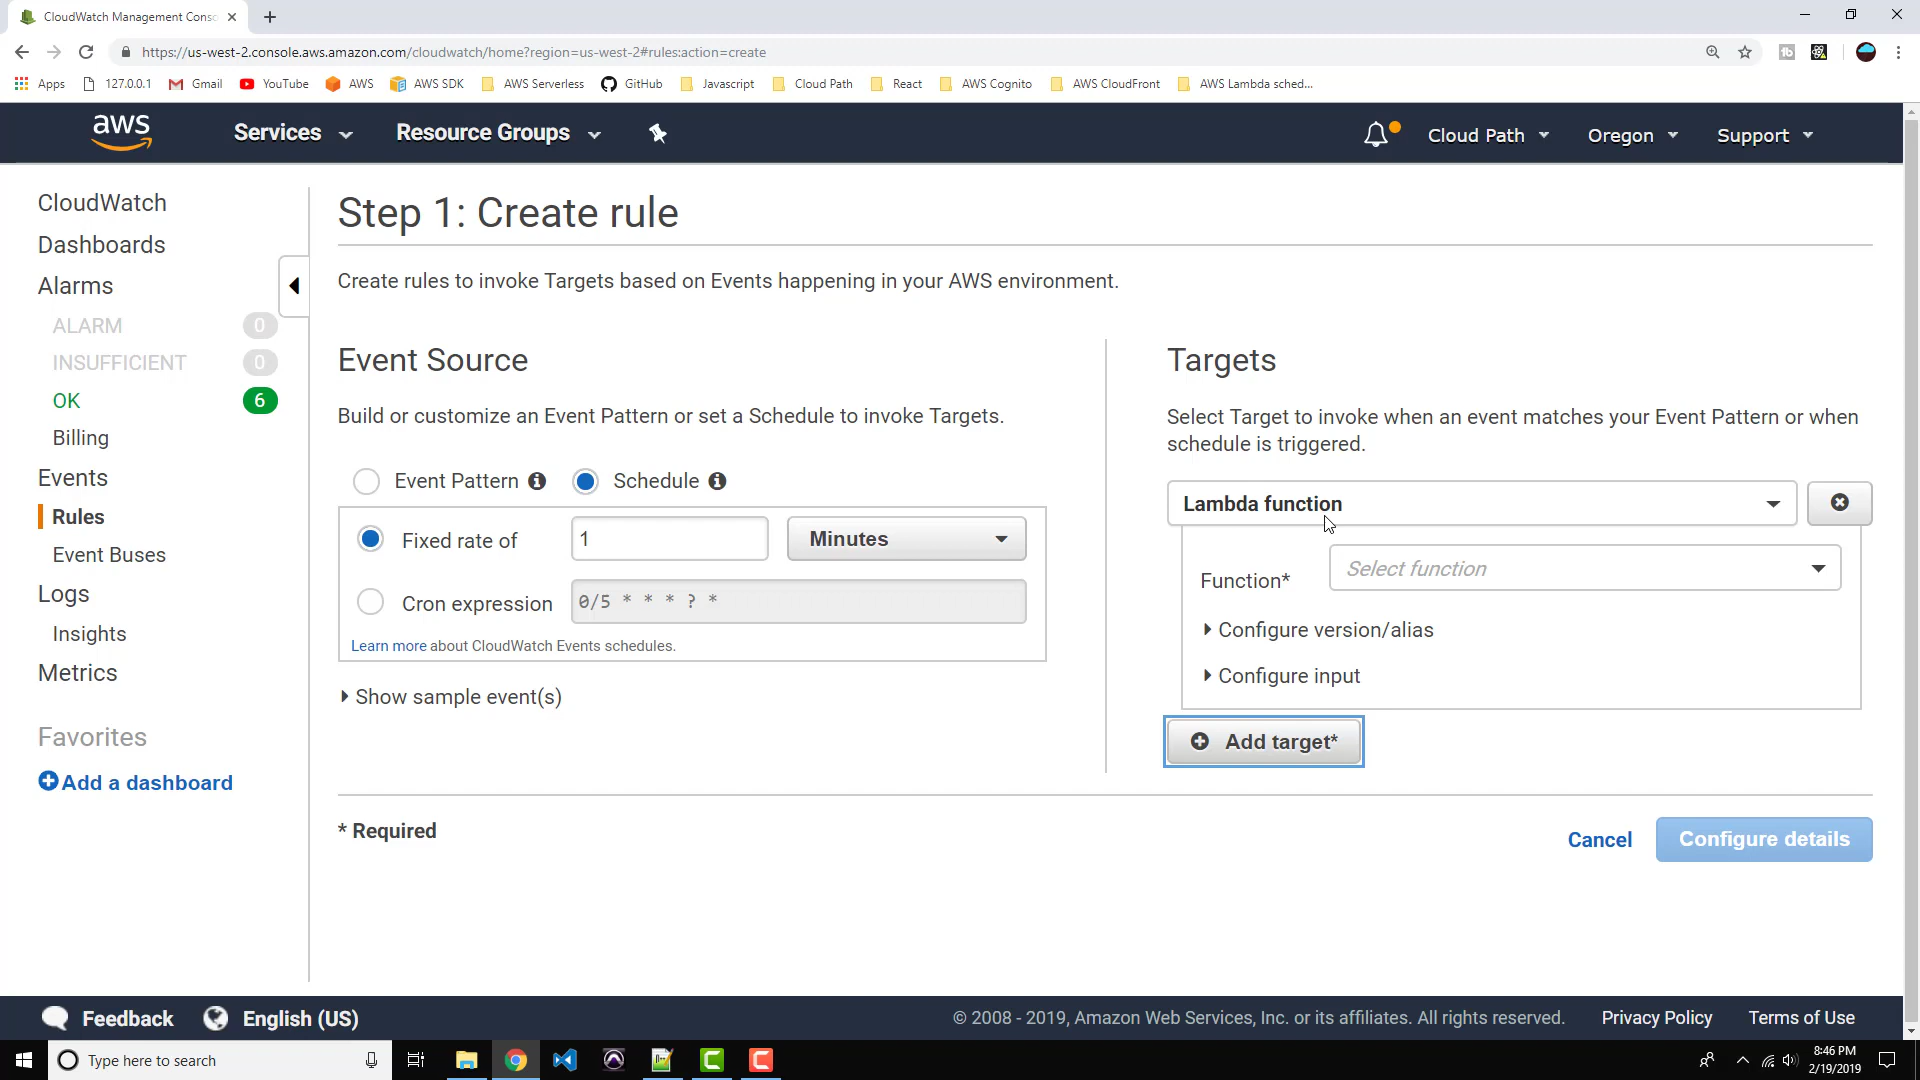 CloudWatch Management Conso
https://us-west-2.console.aws.amazon.com/cloudwatch/home?region=us-west-2#rules:action=create
Apps 127.0.0.1 Gmail YouTube AWS AWS SDK AWS Serverless GitHub Javascript Cloud Path React AWS Cognito AWS CloudFront AWS Lambda sched...
aws Services Resource Groups Cloud Path Oregon Support
CloudWatch
Dashboards
Alarms
ALARM 0
INSUFFICIENT 0
OK 6
Billing
Events
Rules
Event Buses
Logs
Insights
Metrics
Favorites
Add a dashboard
Step 1: Create rule
Create rules to invoke Targets based on Events happening in your AWS environment.
Event Source
Build or customize an Event Pattern or set a Schedule to invoke Targets.
Event Pattern Schedule
Fixed rate of 1 Minutes
Cron expression 0/5 * * * ? *
Learn more about CloudWatch Events schedules.
Show sample event(s)
Targets
Select Target to invoke when an event matches your Event Pattern or when
schedule is triggered.
Lambda function
Function* Select function
Configure version/alias
Configure input
Add target*
* Required
Cancel Configure details
Feedback English (US) © 2008 - 2019, Amazon Web Services, Inc. or its affiliates. All rights reserved. Privacy Policy Terms of Use
Type here to search
8:46 PM
2/19/2019